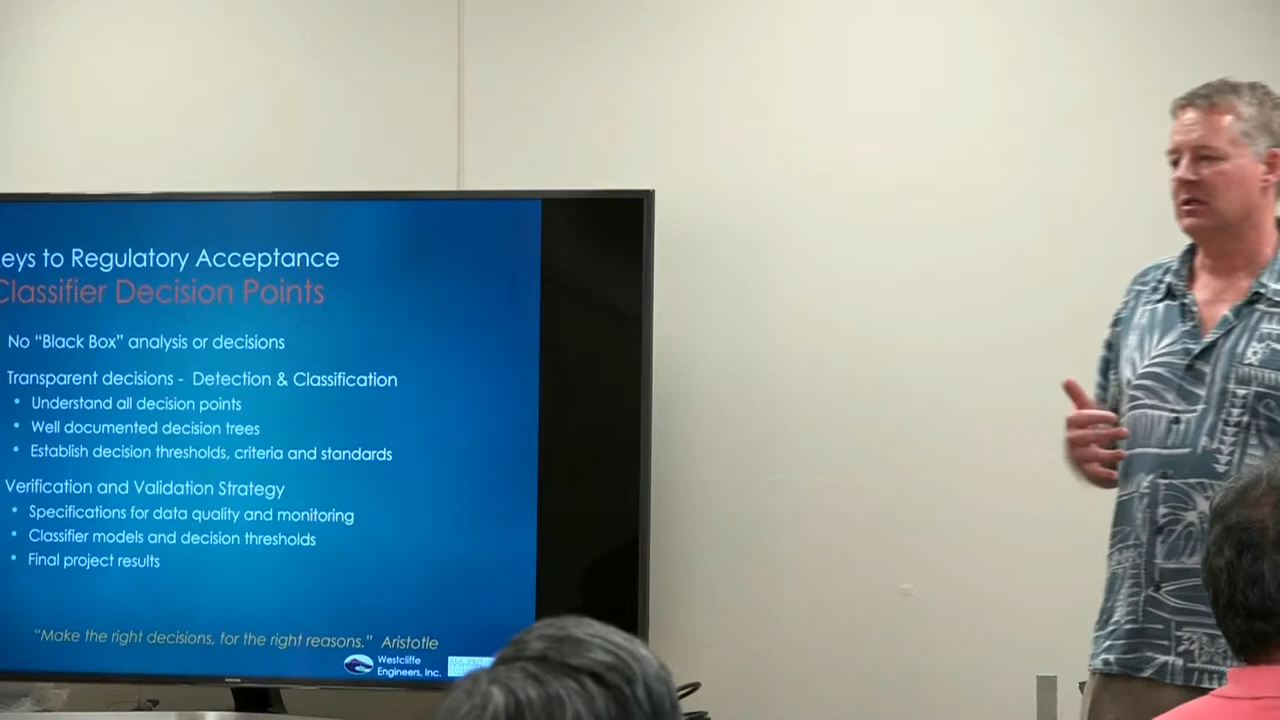 eys to Regulatory Acceptance
Classifier Decision Points
No “Black Box” analysis or decisions
Transparent decisions - Detection & Classification
• Understand all decision points
• Well documented decision trees
• Establish decision thresholds, criteria and standards
Verification and Validation Strategy
• Specifications for data quality and monitoring
• Classifier models and decision thresholds
• Final project results
“Make the right decisions, for the right reasons.” Aristotle
Westcliffe
Engineers, Inc.